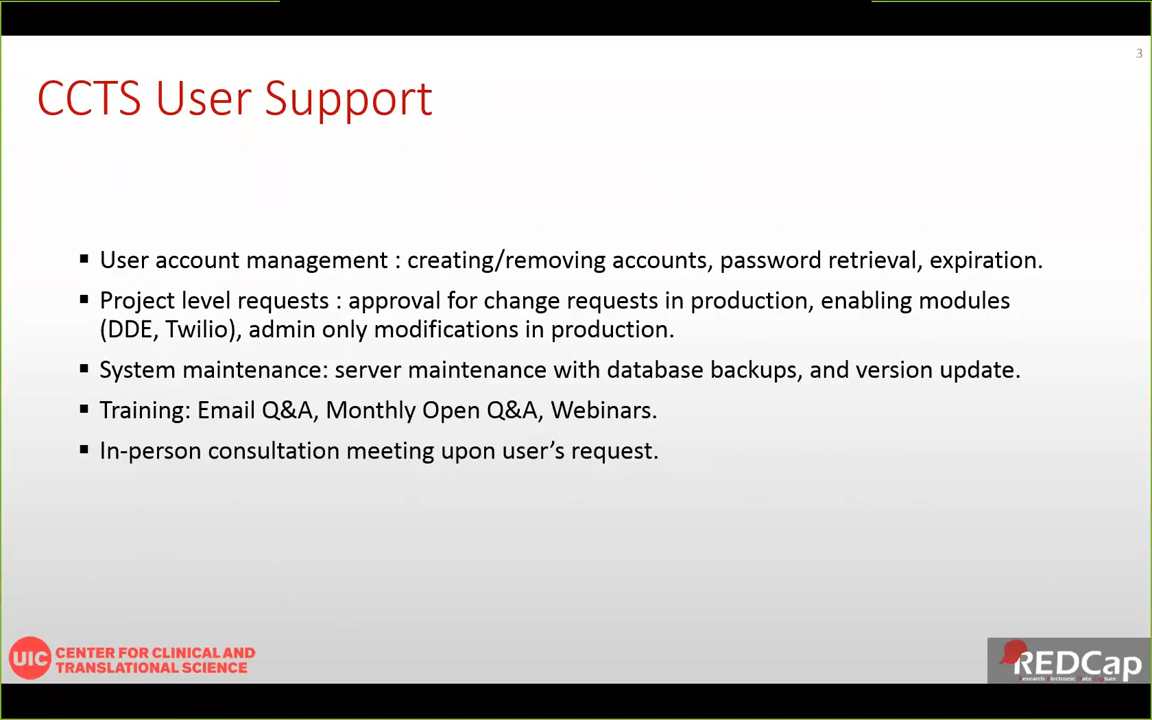 3
CCTS User Support
▪ User account management : creating/removing accounts, password retrieval, expiration.
▪ Project level requests : approval for change requests in production, enabling modules
(DDE, Twilio), admin only modifications in production.
▪ System maintenance: server maintenance with database backups, and version update.
▪ Training: Email Q&A, Monthly Open Q&A, Webinars.
▪ In-person consultation meeting upon user’s request.
UIC CENTER FOR CLINICAL AND
TRANSLATIONAL SCIENCE
REDCap